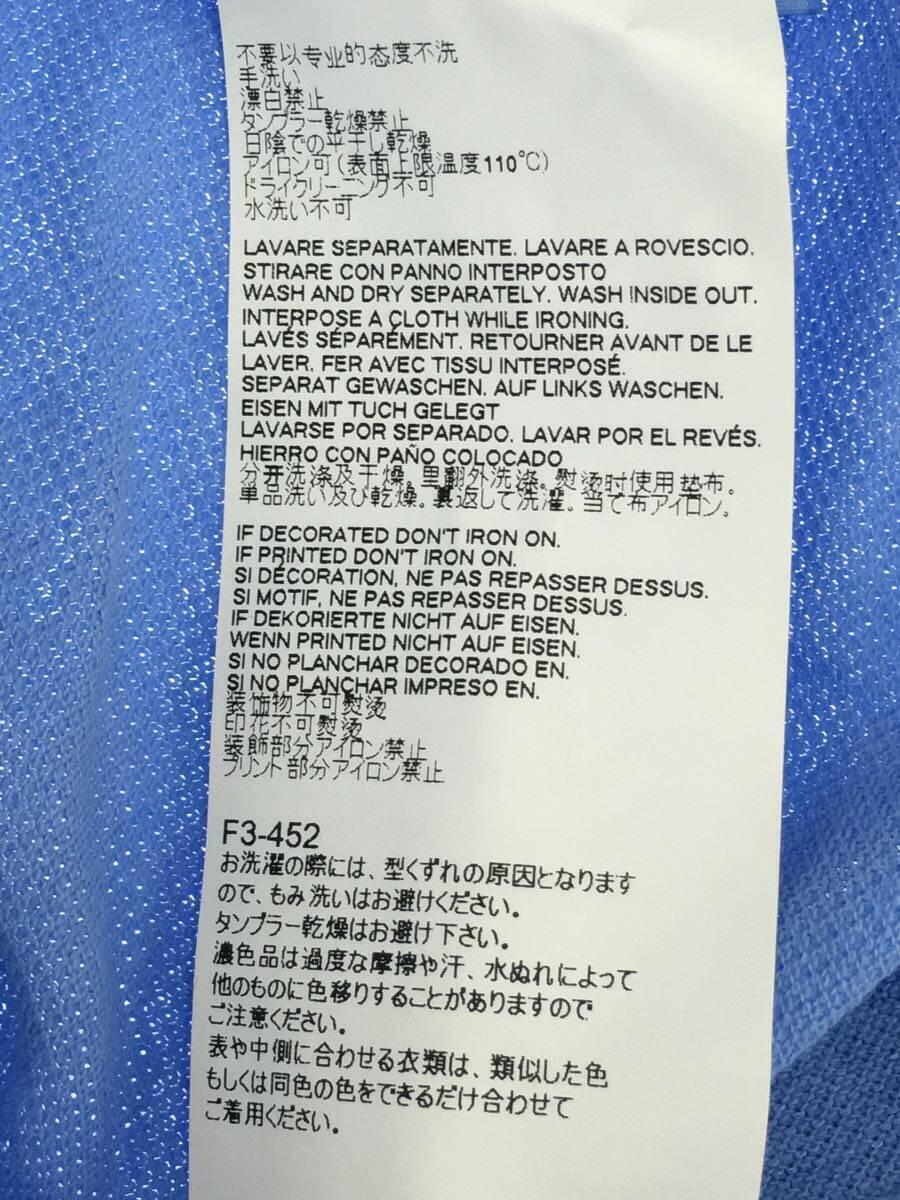 不要以专业的态度不洗
手洗い
漂白禁止
タンブラー乾燥禁止
日陰での平干し乾燥
アイロン可(表面上限温度110℃)
ドライクリーニング不可
水洗い不可
LAVARE SEPARATAMENTE. LAVARE A ROVESCIO.
STIRARE CON PANNO INTERPOSTO
WASH AND DRY SEPARATELY. WASH INSIDE OUT.
INTERPOSE A CLOTH WHILE IRONING.
LAVÉS SÉPARÉMENT. RETOURNER AVANT DE LE
LAVER. FER AVEC TISSU INTERPOSÉ.
SEPARAT GEWASCHEN. AUF LINKS WASCHEN.
EISEN MIT TUCH GELEGT
LAVARSE POR SEPARADO. LAVAR POR EL REVÉS.
HIERRO CON PAÑO COLOCADO
分开洗涤及干燥。里翻外洗涤。熨烫时使用垫布。
単品洗い及び乾燥。裏返して洗濯。当て布アイロン。
IF DECORATED DON'T IRON ON.
IF PRINTED DON'T IRON ON.
SI DÉCORATION, NE PAS REPASSER DESSUS.
SI MOTIF, NE PAS REPASSER DESSUS.
IF DEKORIERTE NICHT AUF EISEN.
WENN PRINTED NICHT AUF EISEN.
SI NO PLANCHAR DECORADO EN.
SI NO PLANCHAR IMPRESO EN.
装饰物不可熨烫
印花不可熨烫
装飾部分アイロン禁止
プリント部分アイロン禁止
F3-452
お洗濯の際には、型くずれの原因となります
ので、もみ洗いはお避けください。
タンブラー乾燥はお避け下さい。
濃色品は過度な摩擦や汗、水ぬれによって
他のものに色移りすることがありますので
ご注意ください。
表や中側に合わせる衣類は、類似した色
もしくは同色の色をできるだけ合わせて
ご着用ください。